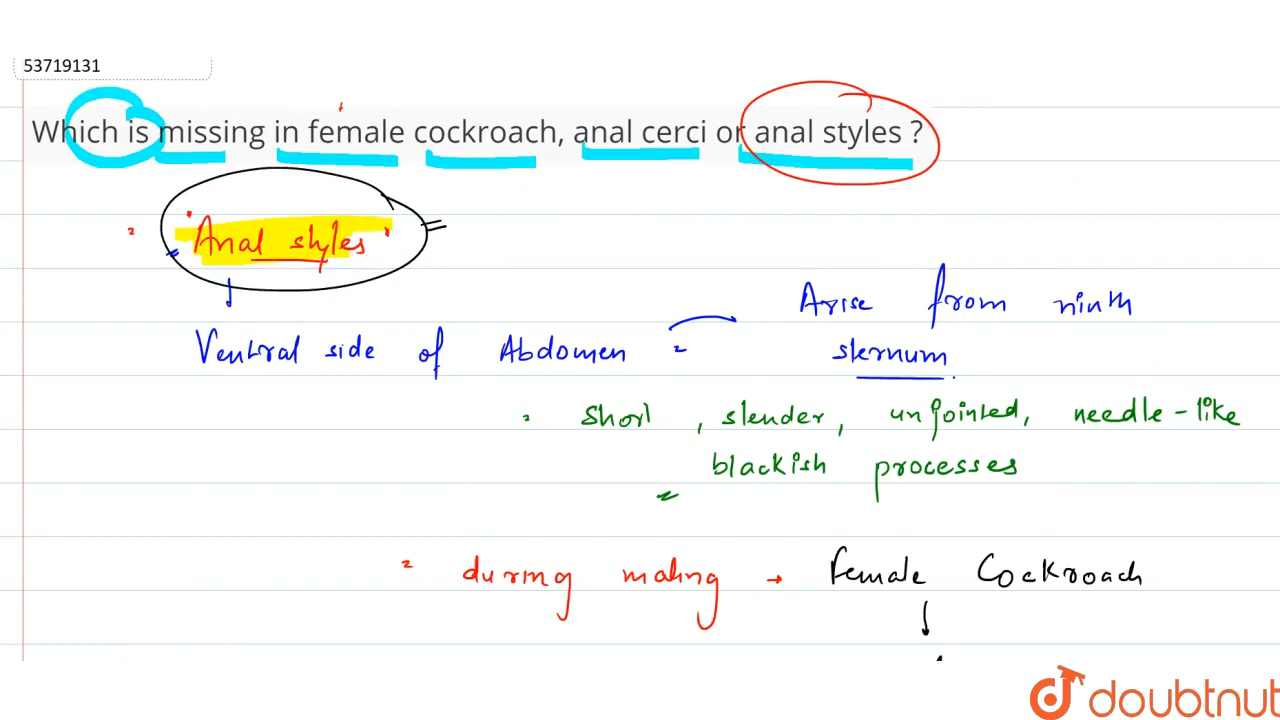 53719131
Which is missing in female cockroach, anal cerci or anal styles ?
"Anal styles"
Arise from ninth
Ventral side of Abdomen
sternum
short, slender, unjointed, needle-like
blackish processes
during mating → Female Cockroach
doubtnut